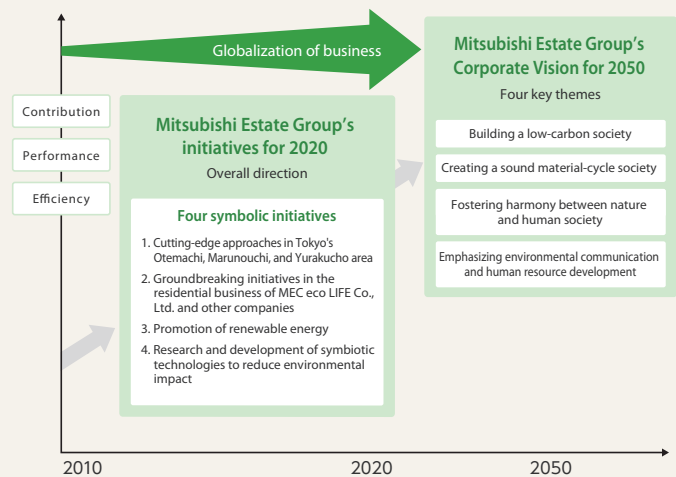 Globalization of business
Mitsubishi Estate Group's
Corporate Vision for 2050
Four key themes
Building a low-carbon society
Creating a sound material-cycle society
Fostering harmony between nature
and human society
Emphasizing environmental communication
and human resource development
Contribution
Performance
Efficiency
Mitsubishi Estate Group's
initiatives for 2020
Overall direction
Four symbolic initiatives
1. Cutting-edge approaches in Tokyo's
Otemachi, Marunouchi, and Yurakucho area
2. Groundbreaking initiatives in the
residential business of MEC eco LIFE Co.,
Ltd. and other companies
3. Promotion of renewable energy
4. Research and development of symbiotic
technologies to reduce environmental
impact
2010
2020
2050